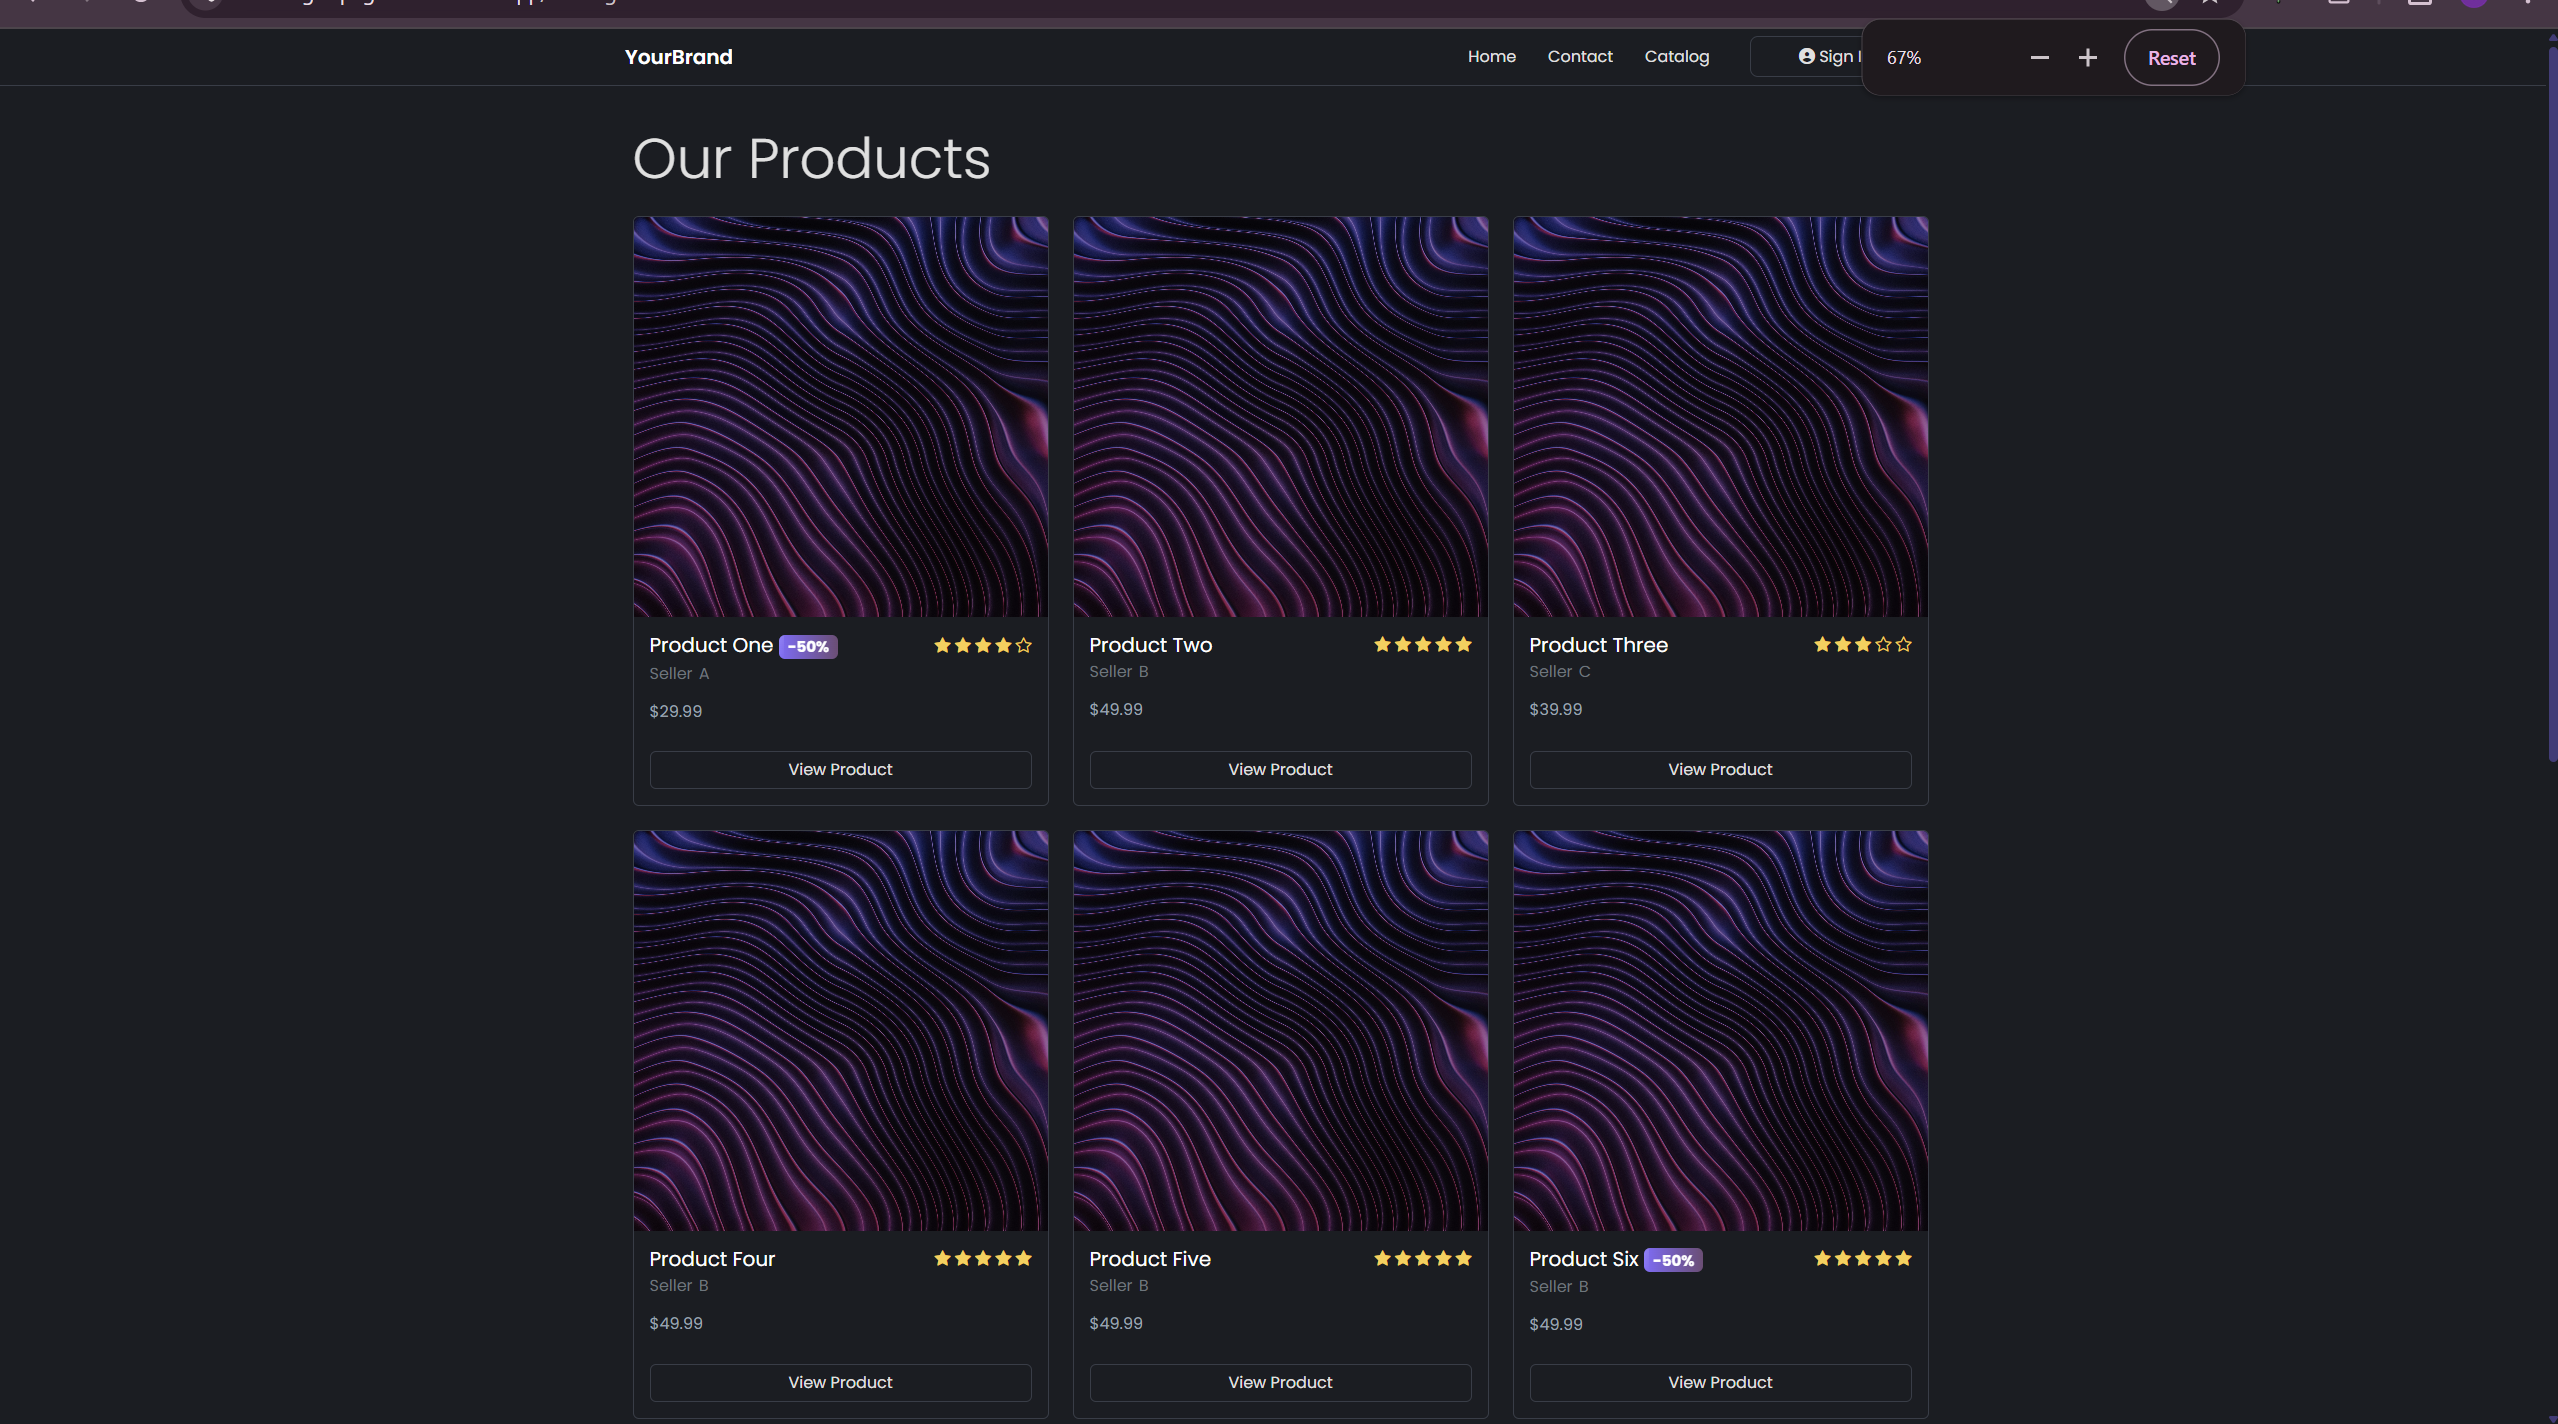 YourBrand Home Contact Catalog Sign 67% Reset
Our Products
Product One -50%
Seller A
$29.99
View Product
Product Two
Seller B
$49.99
View Product
Product Three
Seller C
$39.99
View Product
Product Four
Seller B
$49.99
View Product
Product Five
Seller B
$49.99
View Product
Product Six -50%
Seller B
$49.99
View Product